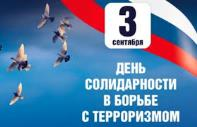 3
сентября
ДЕНЬ
СОЛИДАРНОСТИ
В БОРЬБЕ
С ТЕРРОРИЗМОМ